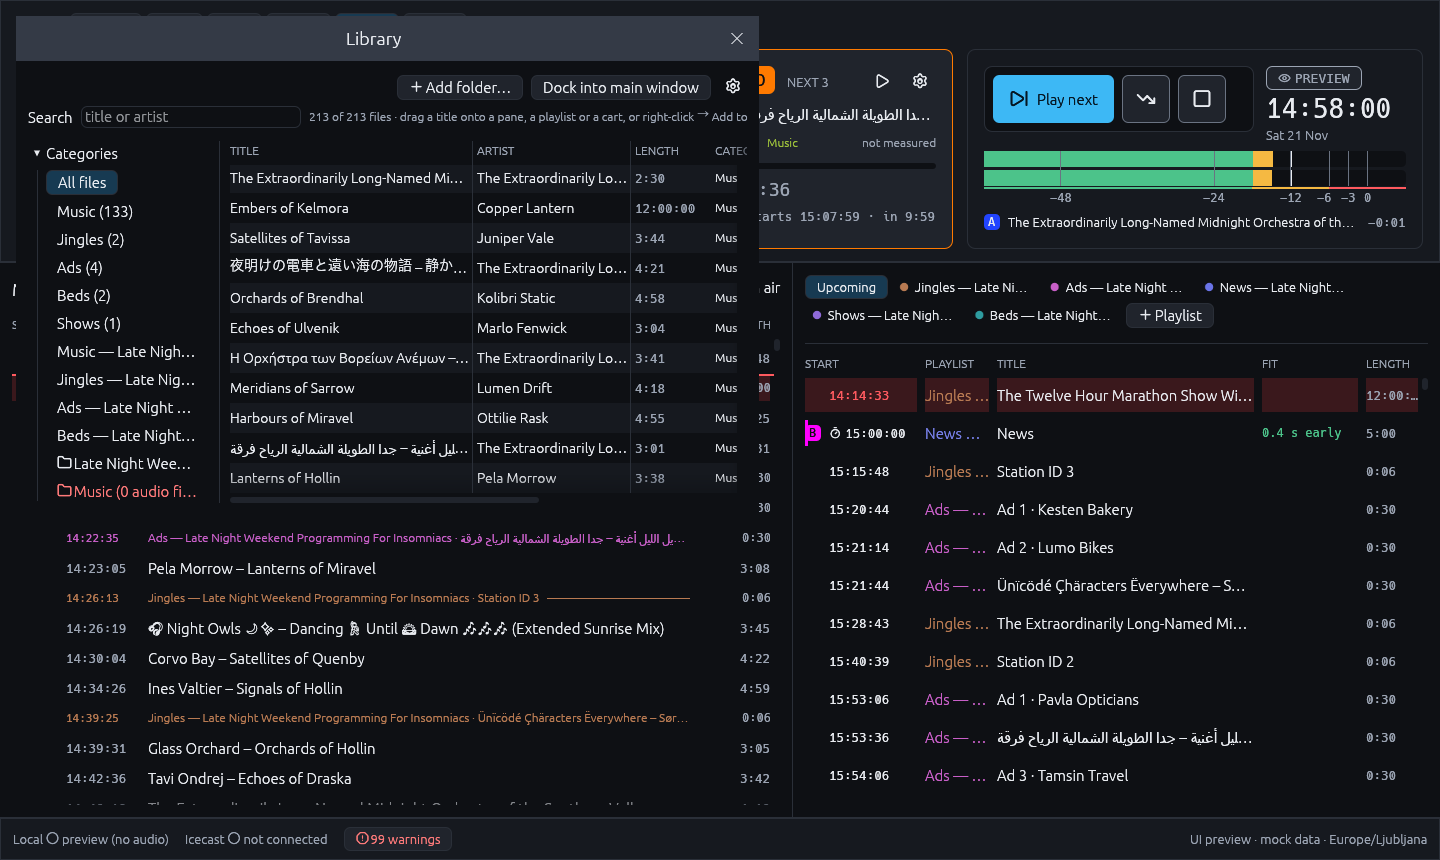 Library
+ Add folder...
Dock into main window
Search
title or artist
213 of 213 files · drag a title onto a pane, a playlist or a cart, or right-click → Add to
Categories
All files
Music (133)
Jingles (2)
Ads (4)
Beds (2)
Shows (1)
Music — Late Nigh...
Jingles — Late Nig...
Ads — Late Night ...
Beds — Late Night...
Late Night Wee...
Music (0 audio fi...
TITLE ARTIST LENGTH
The Extraordinarily Long-Named Mi... The Extraordinarily Lo... 2:30 Mus
Embers of Kelmora Copper Lantern 12:00:00 Mus
Satellites of Tavissa Juniper Vale 3:44 Mus
夜明けの電車と遠い海の物語 – 静か... The Extraordinarily Lo... 4:21 Mus
Orchards of Brendhal Kolibri Static 4:58 Mus
Echoes of Ulvenik Marlo Fenwick 3:04 Mus
Η Ορχήστρα των Βορείων Ανέμων –... The Extraordinarily Lo... 3:41 Mus
Meridians of Sarrow Lumen Drift 4:18 Mus
Harbours of Miravel Ottilie Rask 4:55 Mus
...ليل أغنية – جدا الطويلة الشمالية الرياح فرقة The Extraordinarily Lo... 3:01 Mus
Lanterns of Hollin Pela Morrow 3:38 Mus
NEXT 3
...جدا الطويلة الشمالية الرياح
Music
not measured
:36
15:07:59 · in 9:59
Play next
PREVIEW
14:58:00
Sat 21 Nov
−48 −24 −12 −6 −3 0
A The Extraordinarily Long-Named Midnight Orchestra of th... −0:01
air
14:22:35 Ads — Late Night Weekend Programming For Insomniacs · ...يل الليل أغنية – جدا الطويلة الشمالية الرياح فرقة 0:30
14:23:05 Pela Morrow – Lanterns of Miravel 3:08
14:26:13 Jingles — Late Night Weekend Programming For Insomniacs · Station ID 3 0:06
14:26:19 🎧 Night Owls 🌙✨ – Dancing 💃 Until 🌅 Dawn 🎶🎶🎶 (Extended Sunrise Mix) 3:45
14:30:04 Corvo Bay – Satellites of Quenby 4:22
14:34:26 Ines Valtier – Signals of Hollin 4:59
14:39:25 Jingles — Late Night Weekend Programming For Insomniacs · Ünïcödé Çhäracters Ëverywhere – Sør... 0:06
14:39:31 Glass Orchard – Orchards of Hollin 3:05
14:42:36 Tavi Ondrej – Echoes of Draska 3:42
Upcoming
Jingles — Late Ni...
Ads — Late Night ...
News — Late Night...
Shows — Late Nigh...
Beds — Late Night...
+ Playlist
START PLAYLIST TITLE FIT LENGTH
14:14:33 Jingles ... The Twelve Hour Marathon Show Wi... 12:00:...
B 15:00:00 News ... News 0.4 s early 5:00
15:15:48 Jingles ... Station ID 3 0:06
15:20:44 Ads — ... Ad 1 · Kesten Bakery 0:30
15:21:14 Ads — ... Ad 2 · Lumo Bikes 0:30
15:21:44 Ads — ... Ünïcödé Çhäracters Ëverywhere – S... 0:30
15:28:43 Jingles ... The Extraordinarily Long-Named Mi... 0:06
15:40:39 Jingles ... Station ID 2 0:06
15:53:06 Ads — ... Ad 1 · Pavla Opticians 0:30
15:53:36 Ads — ... ...ليل أغنية – جدا الطويلة الشمالية الرياح فرقة 0:30
15:54:06 Ads — ... Ad 3 · Tamsin Travel 0:30
Local preview (no audio)
Icecast not connected
99 warnings
UI preview · mock data · Europe/Ljubljana